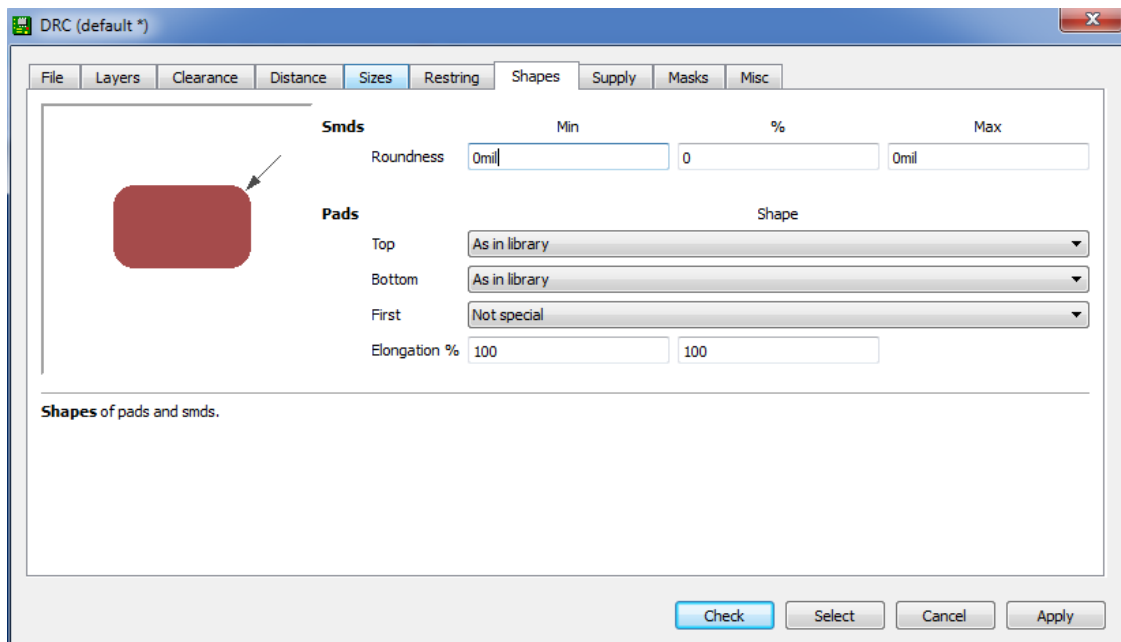 DRC (default *)
File Layers Clearance Distance Sizes Restring Shapes Supply Masks Misc
Smds Min % Max
Roundness 0mil 0 0mil
Pads Shape
Top As in library
Bottom As in library
First Not special
Elongation % 100 100
Shapes of pads and smds.
Check Select Cancel Apply